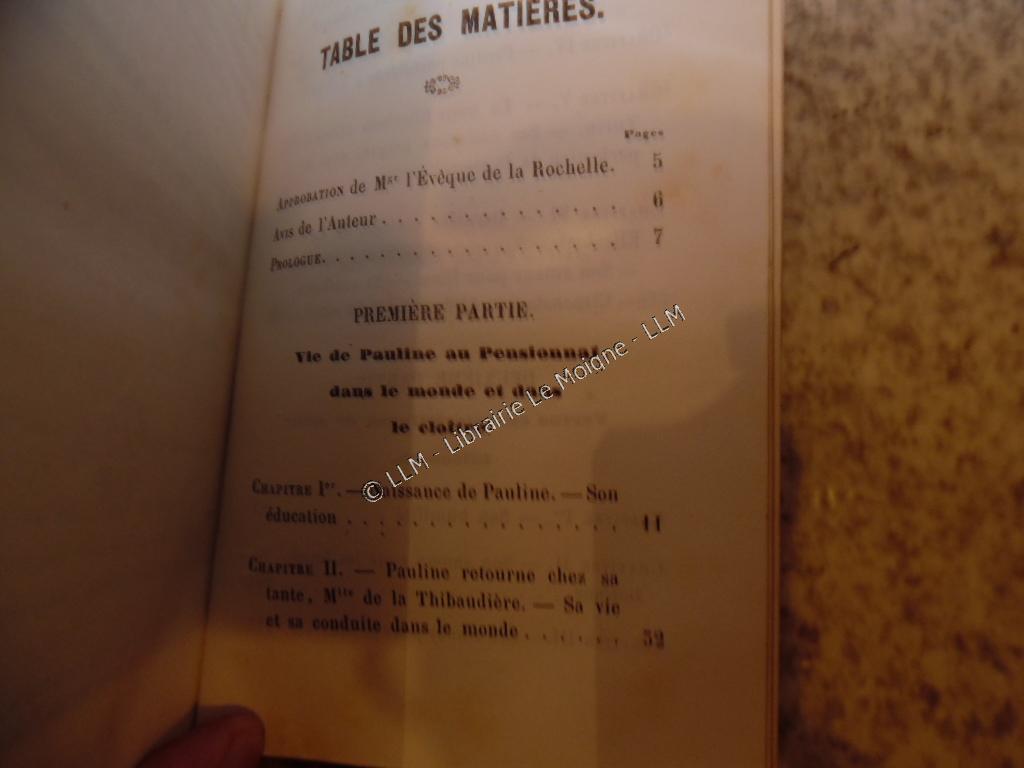 TABLE DES MATIÈRES.
Pages
APPROBATION de Mgr l'Évèque de la Rochelle. 5
AVIS de l'Auteur . . . . . . . . . . . . . . 6
PROLOGUE. . . . . . . . . . . . . . . . . 7
PREMIÈRE PARTIE.
Vie de Pauline au Pensionnat
dans le monde et dans
le cloître
CHAPITRE Ier. — Naissance de Pauline. — Son
éducation . . . . . . . . . . . . . . . 11
CHAPITRE II. — Pauline retourne chez sa
tante, Mlle de la Thibaudière. — Sa vie
et sa conduite dans le monde . . . . . . 52
© LLM - Librairie Le Moigne - LLM